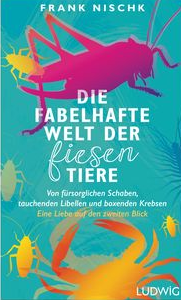 FRANK NISCHK
DIE
FABELHAFTE
WELT DER
fiesen
TIERE
Von fürsorglichen Schaben,
tauchenden Libellen und boxenden Krebsen
Eine Liebe auf den zweiten Blick
LUDWIG